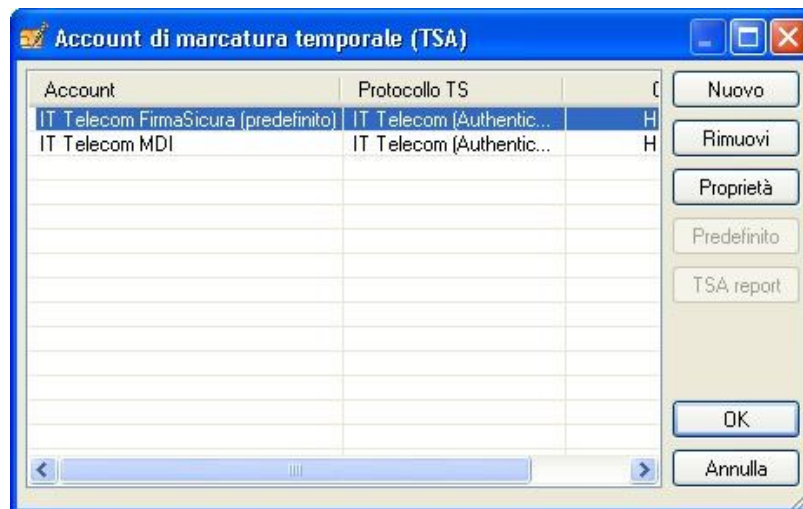 Account di marcatura temporale (TSA)
Account Protocollo TS
IT Telecom FirmaSicura (predefinito) IT Telecom (Authentic... H
IT Telecom MDI IT Telecom (Authentic... H
Nuovo
Rimuovi
Proprietà
Predefinito
TSA report
OK
Annulla